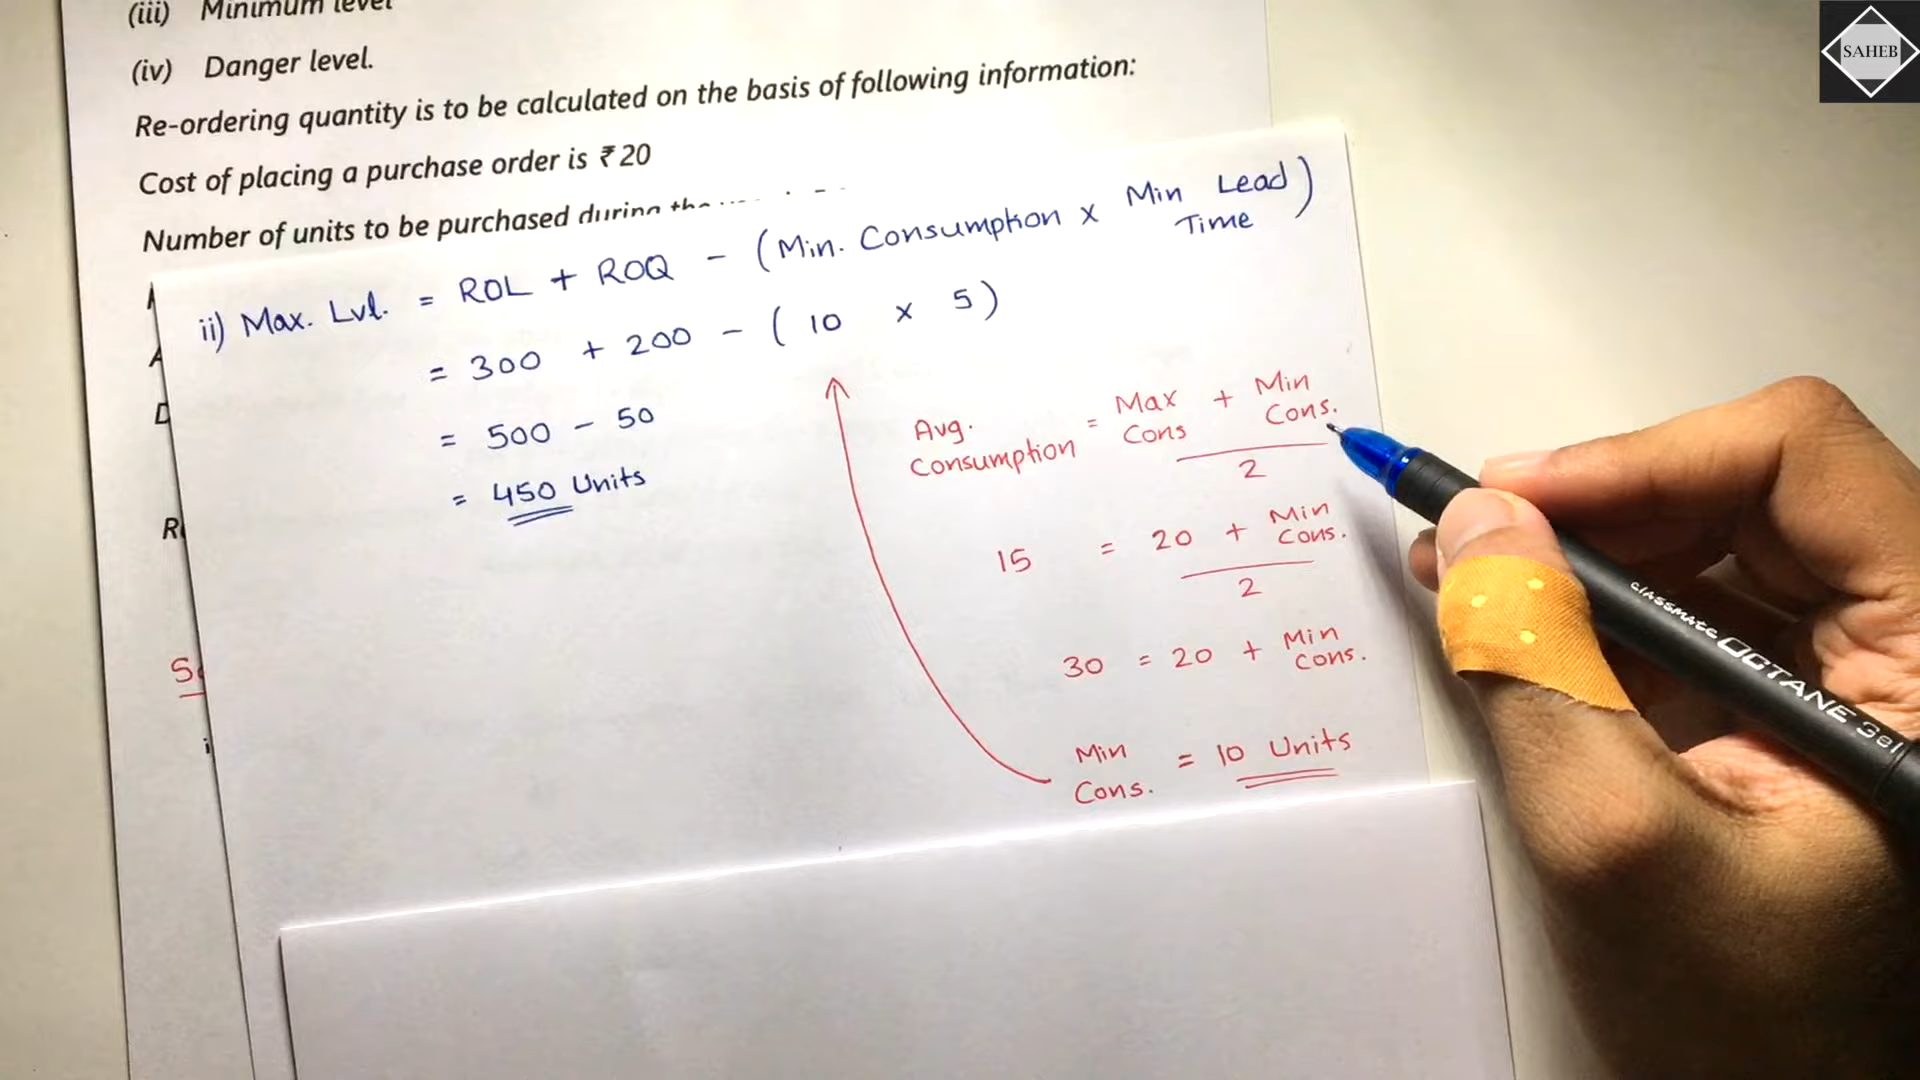 (iii) Minimum level
(iv) Danger level.
Re-ordering quantity is to be calculated on the basis of following information:
Cost of placing a purchase order is ₹ 20
Number of units to be purchased during the
ii) Max. Lvl. = ROL + ROQ - (Min. Consumption x Min Lead Time)
= 300 + 200 - ( 10 x 5 )
= 500 - 50
= 450 Units
Avg. Consumption = Max Cons + Min Cons.
2
15 = 20 + Min Cons.
2
30 = 20 + Min Cons.
Min Cons. = 10 Units
classmate OCTANE Gel
SAHEB